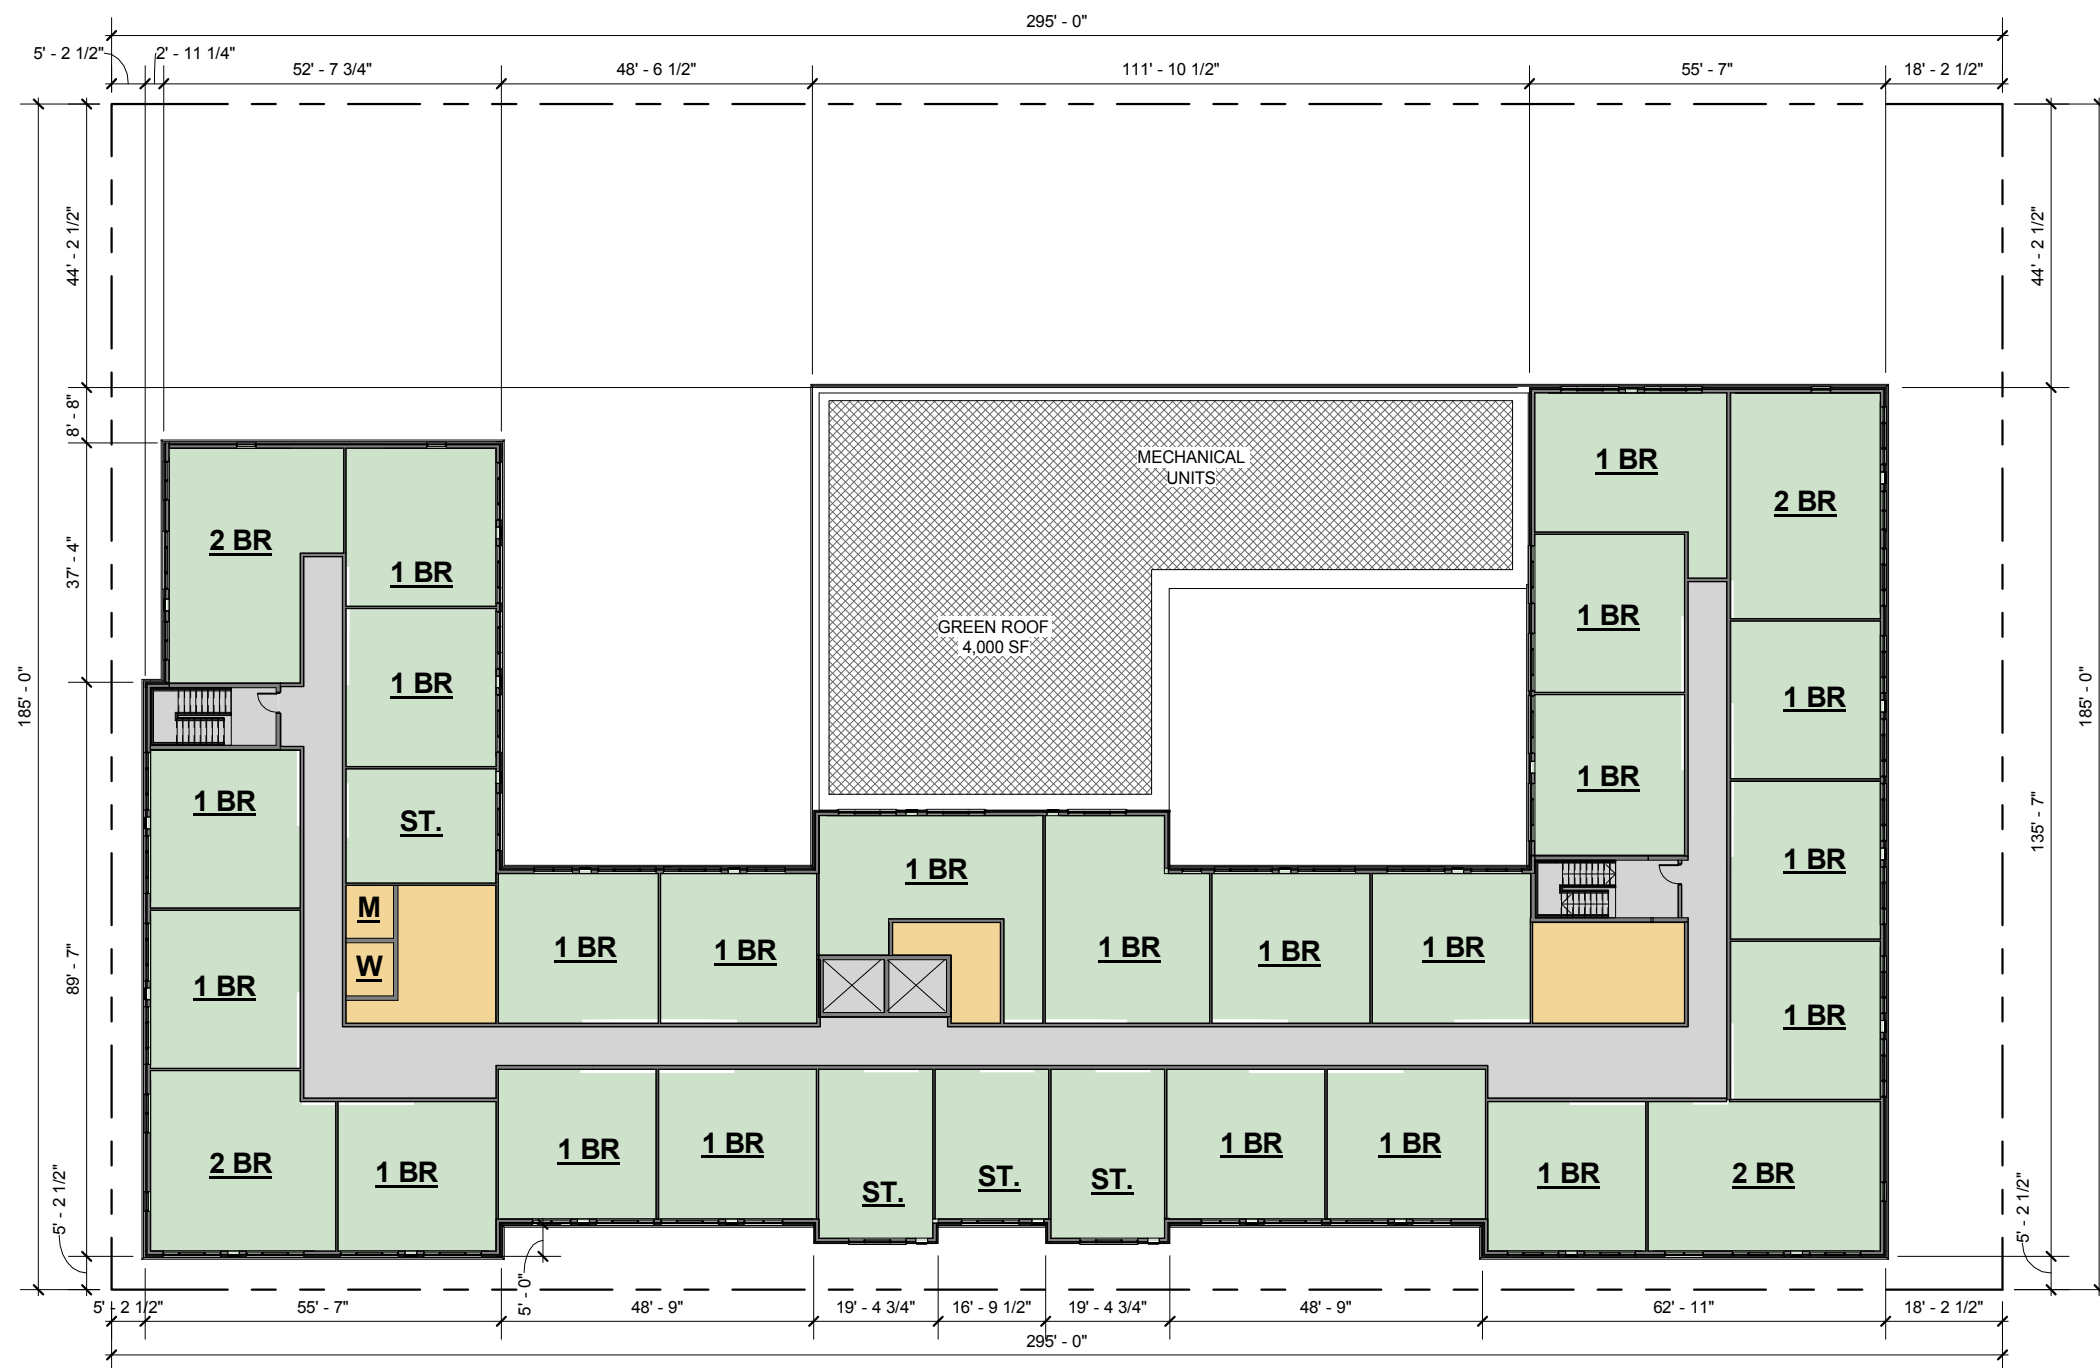 295' - 0"
5' - 2 1/2"
2' - 11 1/4"
52' - 7 3/4"
48' - 6 1/2"
111' - 10 1/2"
55' - 7"
18' - 2 1/2"
44' - 2 1/2"
8' - 8"
37' - 4"
89' - 7"
5' - 2 1/2"
185' - 0"
44' - 2 1/2"
135' - 7"
5' - 2 1/2"
185' - 0"
MECHANICAL
UNITS
GREEN ROOF
4,000 SF
2 BR
1 BR
1 BR
ST.
1 BR
1 BR
M
W
2 BR
1 BR
1 BR
1 BR
1 BR
1 BR
1 BR
1 BR
1 BR
2 BR
1 BR
1 BR
1 BR
1 BR
1 BR
1 BR
1 BR
ST.
ST.
ST.
1 BR
1 BR
1 BR
2 BR
5' - 0"
5' - 2 1/2"
55' - 7"
48' - 9"
19' - 4 3/4"
16' - 9 1/2"
19' - 4 3/4"
48' - 9"
62' - 11"
18' - 2 1/2"
295' - 0"